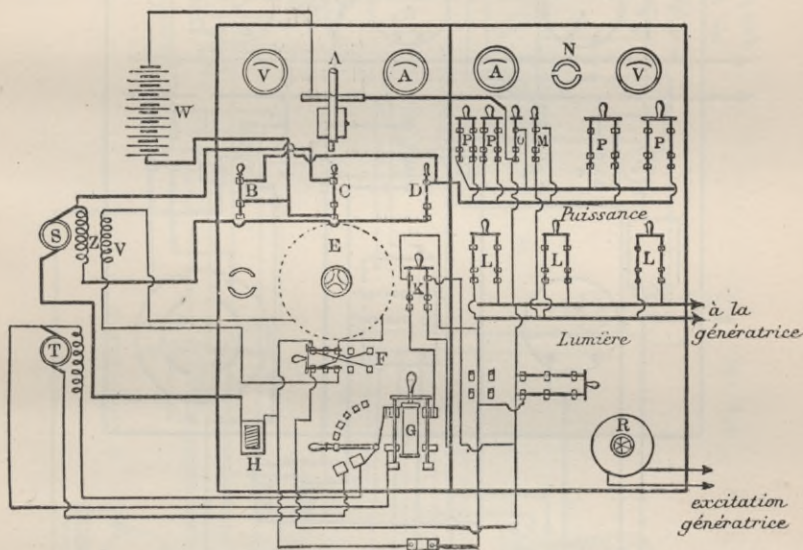 V
A
A
A
N
V
W
P
P
O
M
P
P
B
C
D
Puissance
S
Z
V
E
L
L
L
K
à la
génératrice
Lumière
T
F
G
R
H
excitation
génératrice